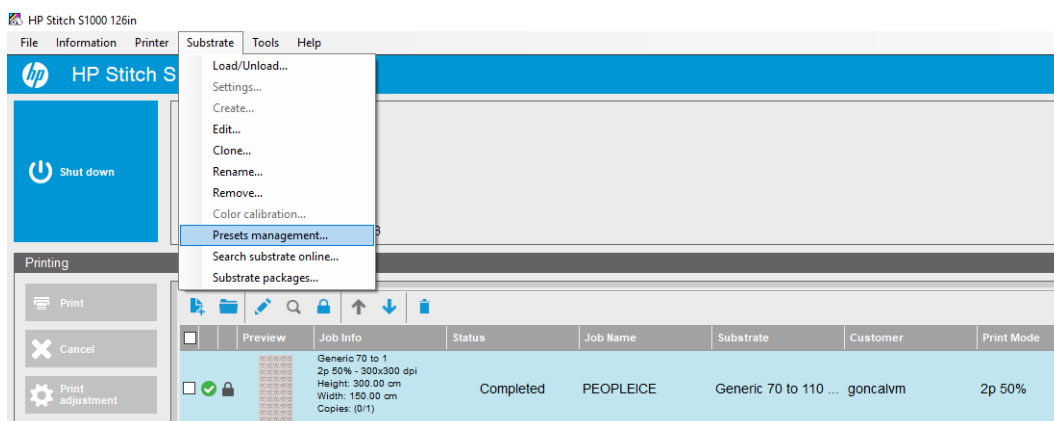 HP Stitch S1000 126in
File Information Printer Substrate Tools Help
hp HP Stitch S
Load/Unload...
Settings...
Create...
Edit...
Clone...
Rename...
Remove...
Color calibration...
Presets management...
Search substrate online...
Substrate packages...
Shut down
Printing
Print
Cancel
Print
adjustment
Preview Job Info Status Job Name Substrate Customer Print Mode
Generic 70 to 1
2p 50% - 300x300 dpi
Height: 300.00 cm
Width: 150.00 cm
Copies: (0/1)
Completed PEOPLEICE Generic 70 to 110 ... goncalvm 2p 50%